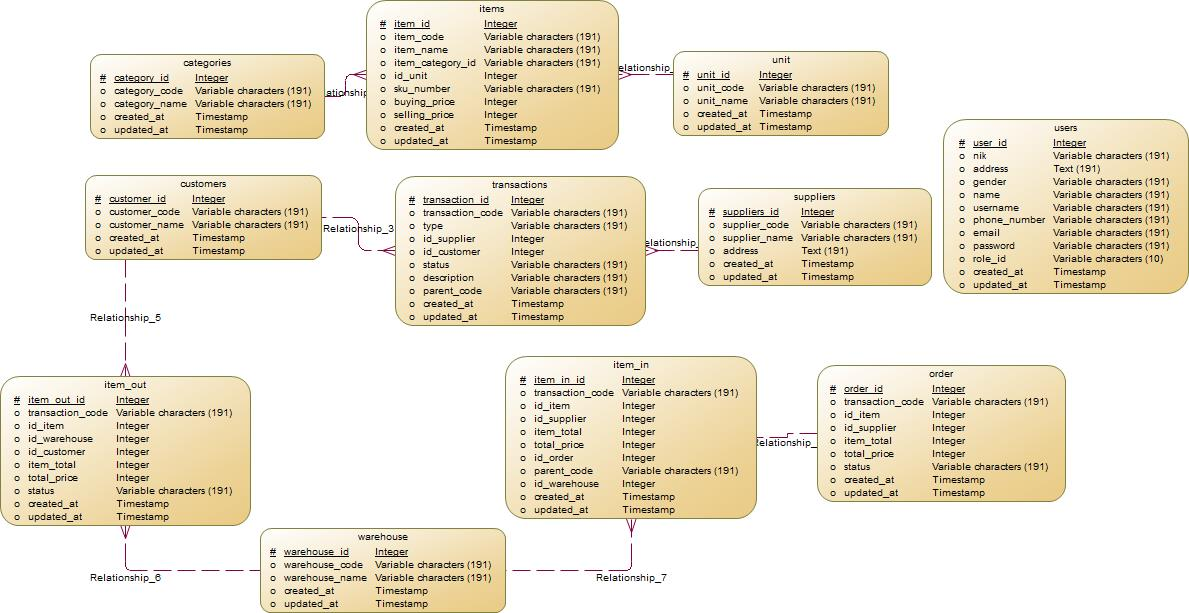 items
# item_id Integer
o item_code Variable characters (191)
o item_name Variable characters (191)
o item_category_id Variable characters (191)
o id_unit Integer
o sku_number Variable characters (191)
o buying_price Integer
o selling_price Integer
o created_at Timestamp
o updated_at Timestamp
categories
# category_id Integer
o category_code Variable characters (191)
o category_name Variable characters (191)
o created_at Timestamp
o updated_at Timestamp
ationship
elationship_
unit
# unit_id Integer
o unit_code Variable characters (191)
o unit_name Variable characters (191)
o created_at Timestamp
o updated_at Timestamp
users
# user_id Integer
o nik Variable characters (191)
o address Text (191)
o gender Variable characters (191)
o name Variable characters (191)
o username Variable characters (191)
o phone_number Variable characters (191)
o email Variable characters (191)
o password Variable characters (191)
o role_id Variable characters (10)
o created_at Timestamp
o updated_at Timestamp
customers
# customer_id Integer
o customer_code Variable characters (191)
o customer_name Variable characters (191)
o created_at Timestamp
o updated_at Timestamp
Relationship_3
transactions
# transaction_id Integer
o transaction_code Variable characters (191)
o type Variable characters (191)
o id_supplier Integer
o id_customer Integer
o status Variable characters (191)
o description Variable characters (191)
o parent_code Variable characters (191)
o created_at Timestamp
o updated_at Timestamp
elationship_
suppliers
# suppliers_id Integer
o supplier_code Variable characters (191)
o supplier_name Variable characters (191)
o address Text (191)
o created_at Timestamp
o updated_at Timestamp
Relationship_5
item_out
# item_out_id Integer
o transaction_code Variable characters (191)
o id_item Integer
o id_warehouse Integer
o id_customer Integer
o item_total Integer
o total_price Integer
o status Variable characters (191)
o created_at Timestamp
o updated_at Timestamp
item_in
# item_in_id Integer
o transaction_code Variable characters (191)
o id_item Integer
o id_supplier Integer
o item_total Integer
o total_price Integer
o id_order Integer
o parent_code Variable characters (191)
o id_warehouse Integer
o created_at Timestamp
o updated_at Timestamp
elationship_
order
# order_id Integer
o transaction_code Variable characters (191)
o id_item Integer
o id_supplier Integer
o item_total Integer
o total_price Integer
o status Variable characters (191)
o created_at Timestamp
o updated_at Timestamp
warehouse
# warehouse_id Integer
o warehouse_code Variable characters (191)
o warehouse_name Variable characters (191)
o created_at Timestamp
o updated_at Timestamp
Relationship_6
Relationship_7